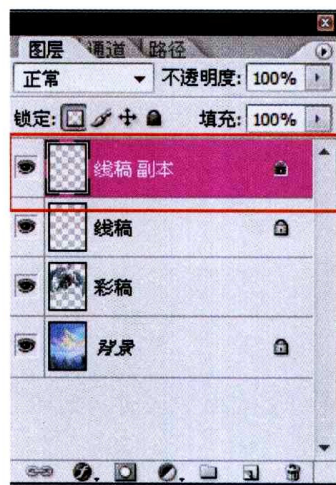 图层 通道 路径
正常 不透明度: 100%
锁定: 填充: 100%
线稿 副本
线稿
彩稿
背景